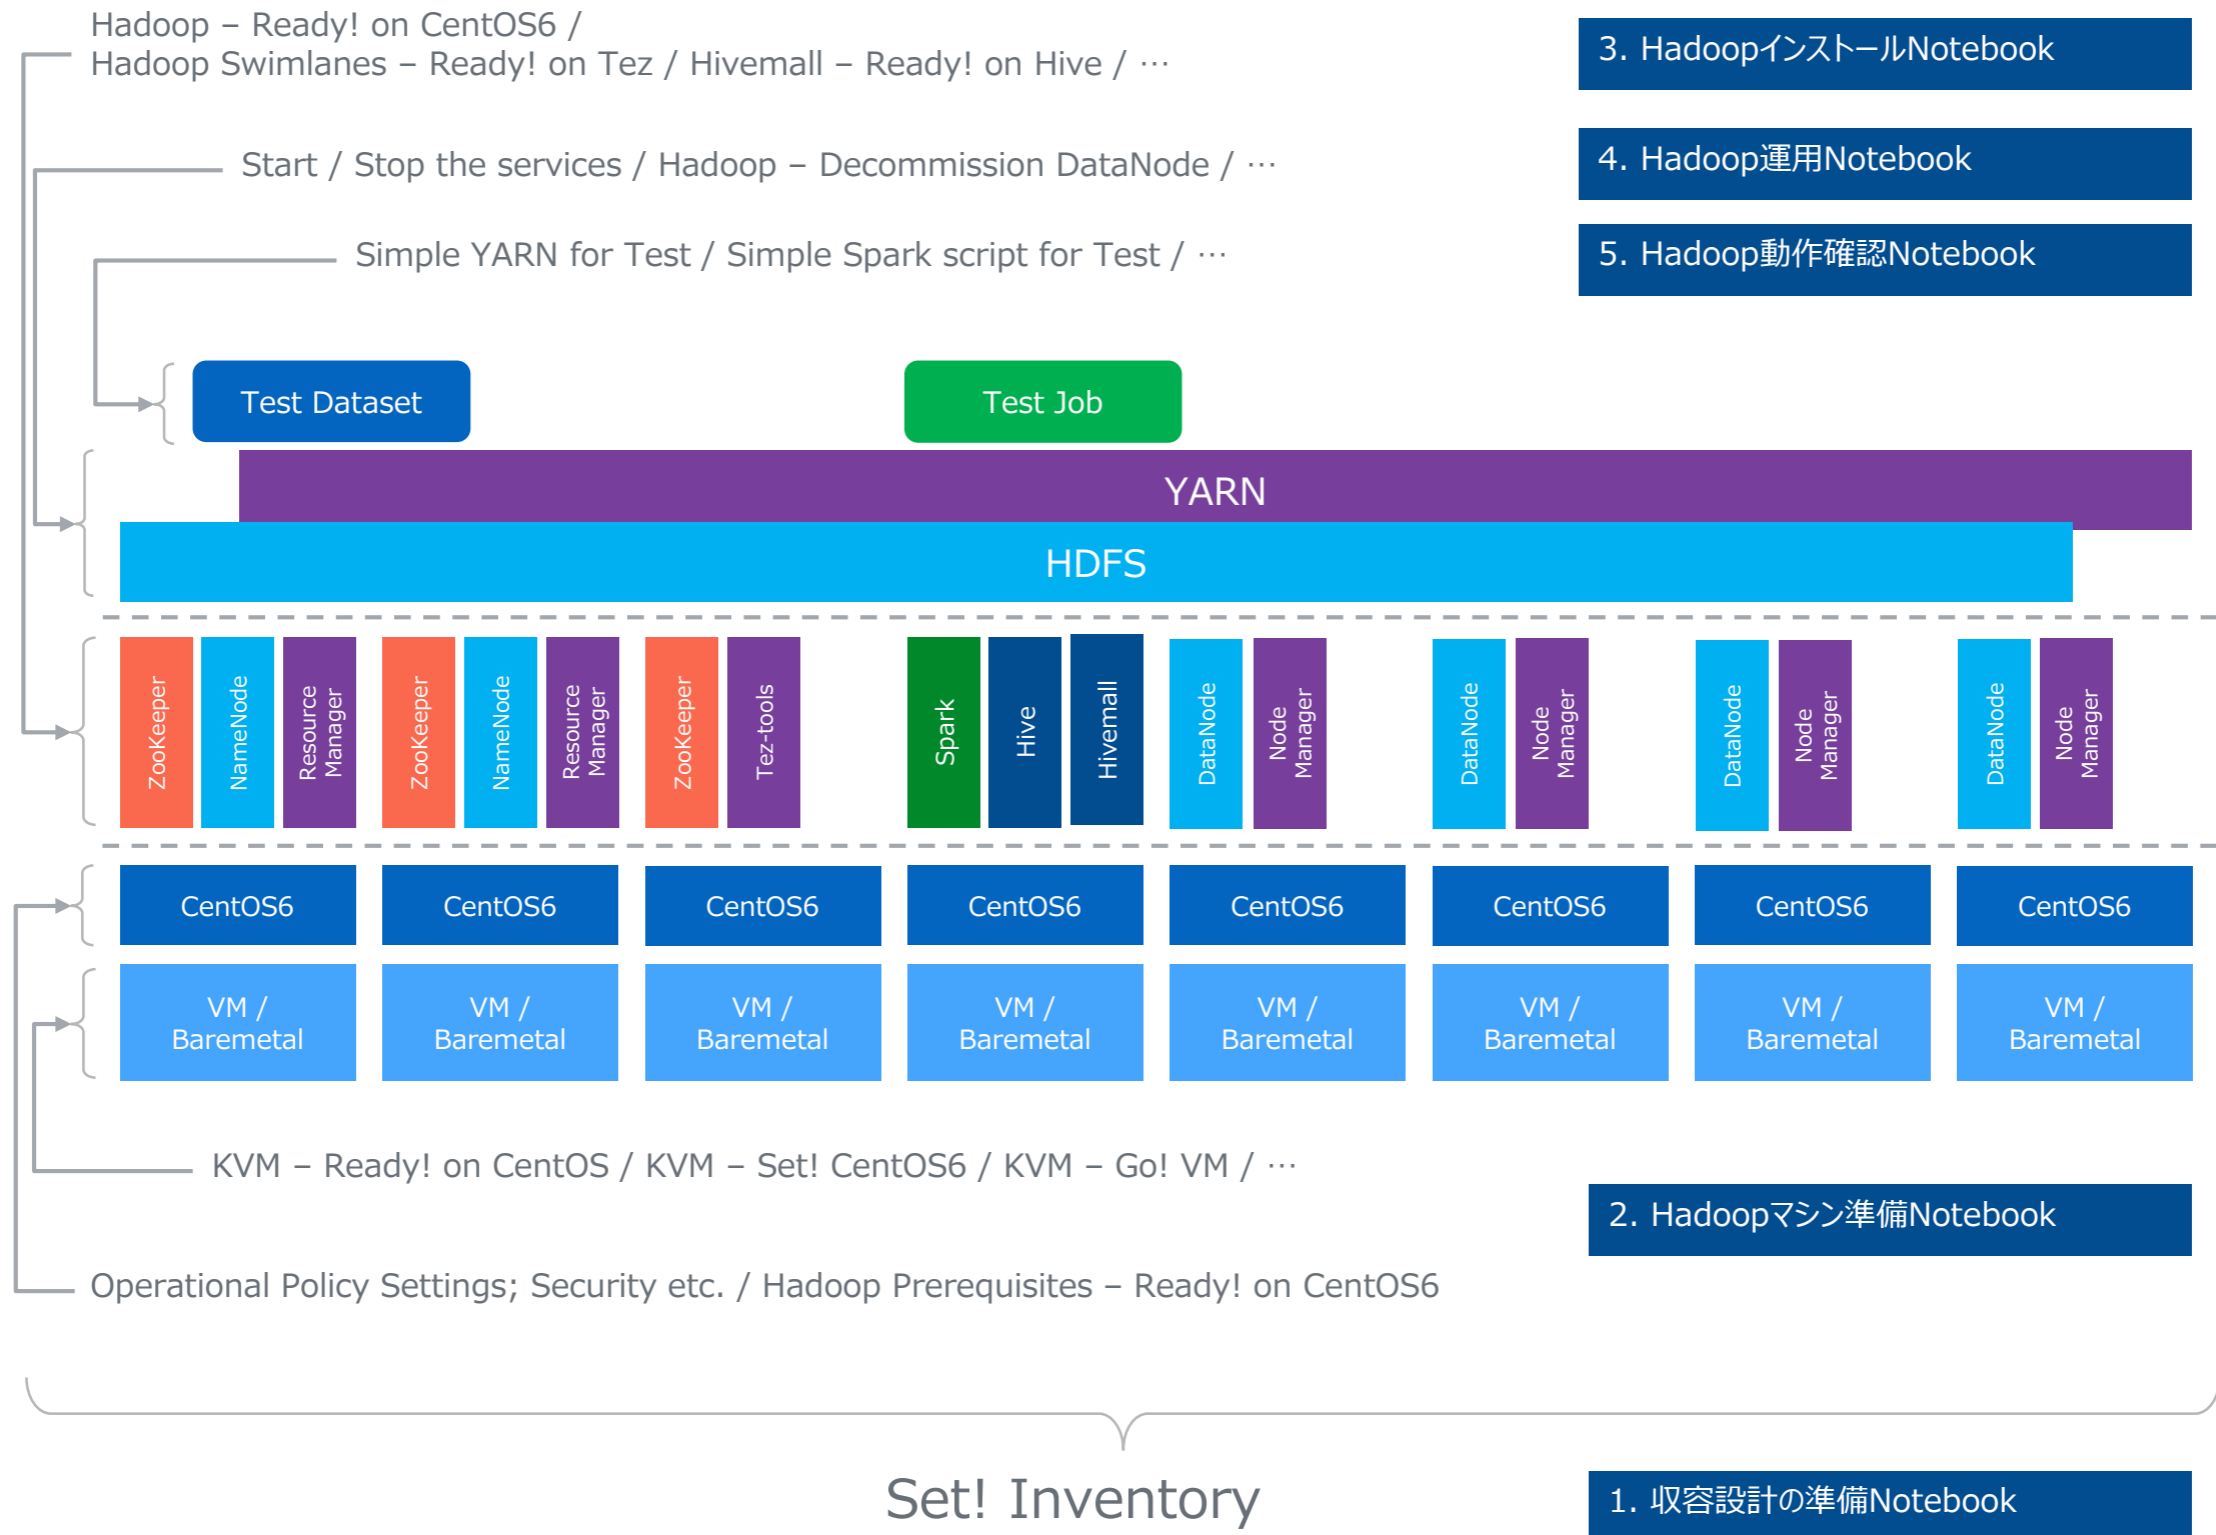 Hadoop – Ready! on CentOS6 /
Hadoop Swimlanes – Ready! on Tez / Hivemall – Ready! on Hive / …
3. HadoopインストールNotebook
Start / Stop the services / Hadoop – Decommission DataNode / …
4. Hadoop運用Notebook
Simple YARN for Test / Simple Spark script for Test / …
5. Hadoop動作確認Notebook
Test Dataset
Test Job
YARN
HDFS
ZooKeeper
NameNode
Resource
Manager
ZooKeeper
NameNode
Resource
Manager
ZooKeeper
Tez-tools
Spark
Hive
Hivemall
DataNode
Node
Manager
DataNode
Node
Manager
DataNode
Node
Manager
DataNode
Node
Manager
CentOS6
CentOS6
CentOS6
CentOS6
CentOS6
CentOS6
CentOS6
CentOS6
VM /
Baremetal
VM /
Baremetal
VM /
Baremetal
VM /
Baremetal
VM /
Baremetal
VM /
Baremetal
VM /
Baremetal
VM /
Baremetal
KVM – Ready! on CentOS / KVM – Set! CentOS6 / KVM – Go! VM / …
2. Hadoopマシン準備Notebook
Operational Policy Settings; Security etc. / Hadoop Prerequisites – Ready! on CentOS6
Set! Inventory
1. 収容設計の準備Notebook